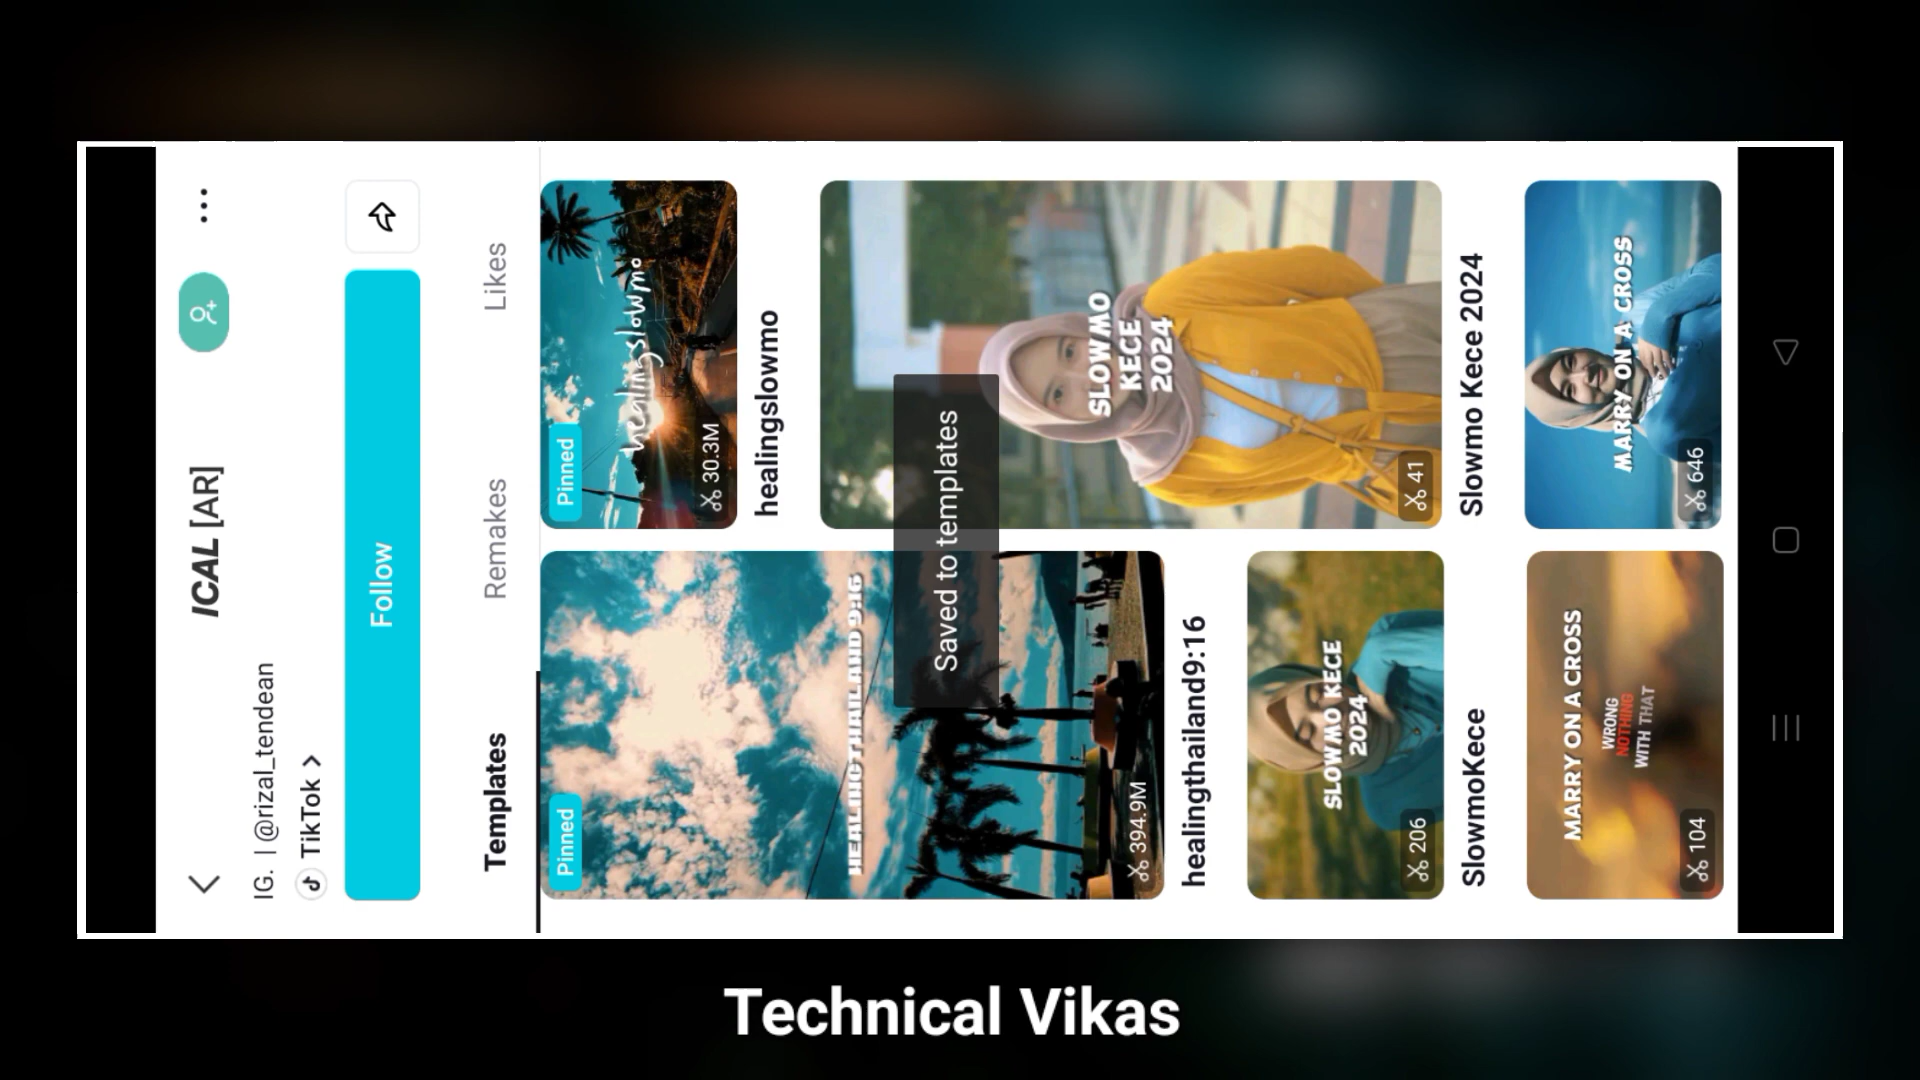 ICAL [AR]
IG. | @rizal_tendean
TikTok >
Follow
Templates
Remakes
Likes
Pinned
HEALINGTHAILAND 9:16
394.9M
healingthailand9:16
Pinned
healingslowmo
30.3M
healingslowmo
Saved to templates
SLOWMO
KECE
2024
41
Slowmo Kece 2024
SLOWMO KECE
2024
206
SlowmoKece
MARRY ON A CROSS
646
MARRY ON A CROSS
WRONG
NOTHING
WITH THAT
104
Technical Vikas